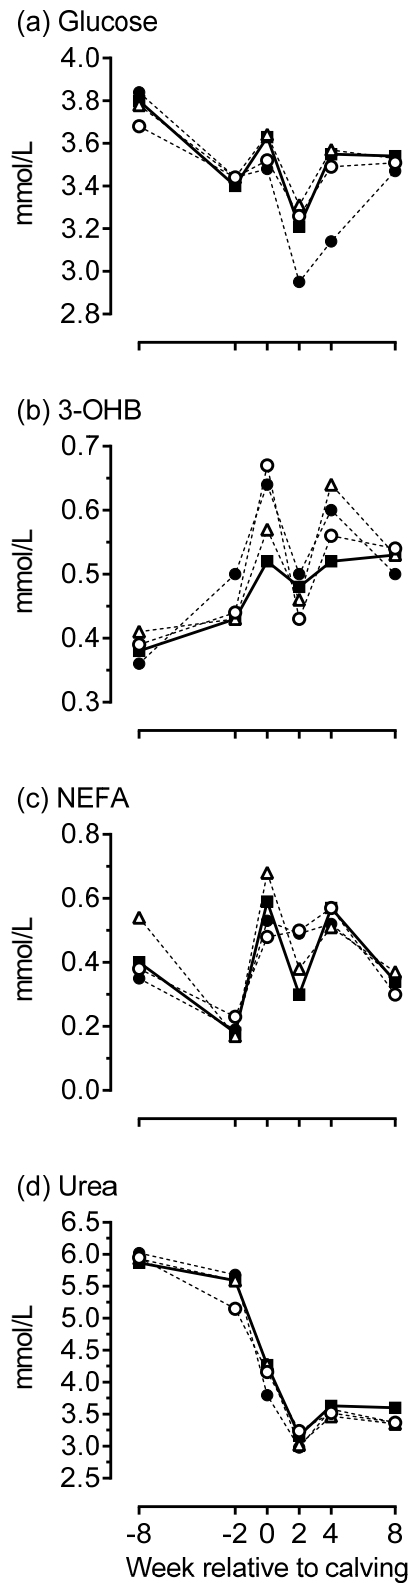 (a) Glucose
4.0
3.8
3.6
3.4
3.2
3.0
2.8
mmol/L
(b) 3-OHB
0.7
0.6
0.5
0.4
0.3
mmol/L
(c) NEFA
0.8
0.6
0.4
0.2
0.0
mmol/L
(d) Urea
6.5
6.0
5.5
5.0
4.5
4.0
3.5
3.0
2.5
mmol/L
-8 -2 0 2 4 8
Week relative to calving